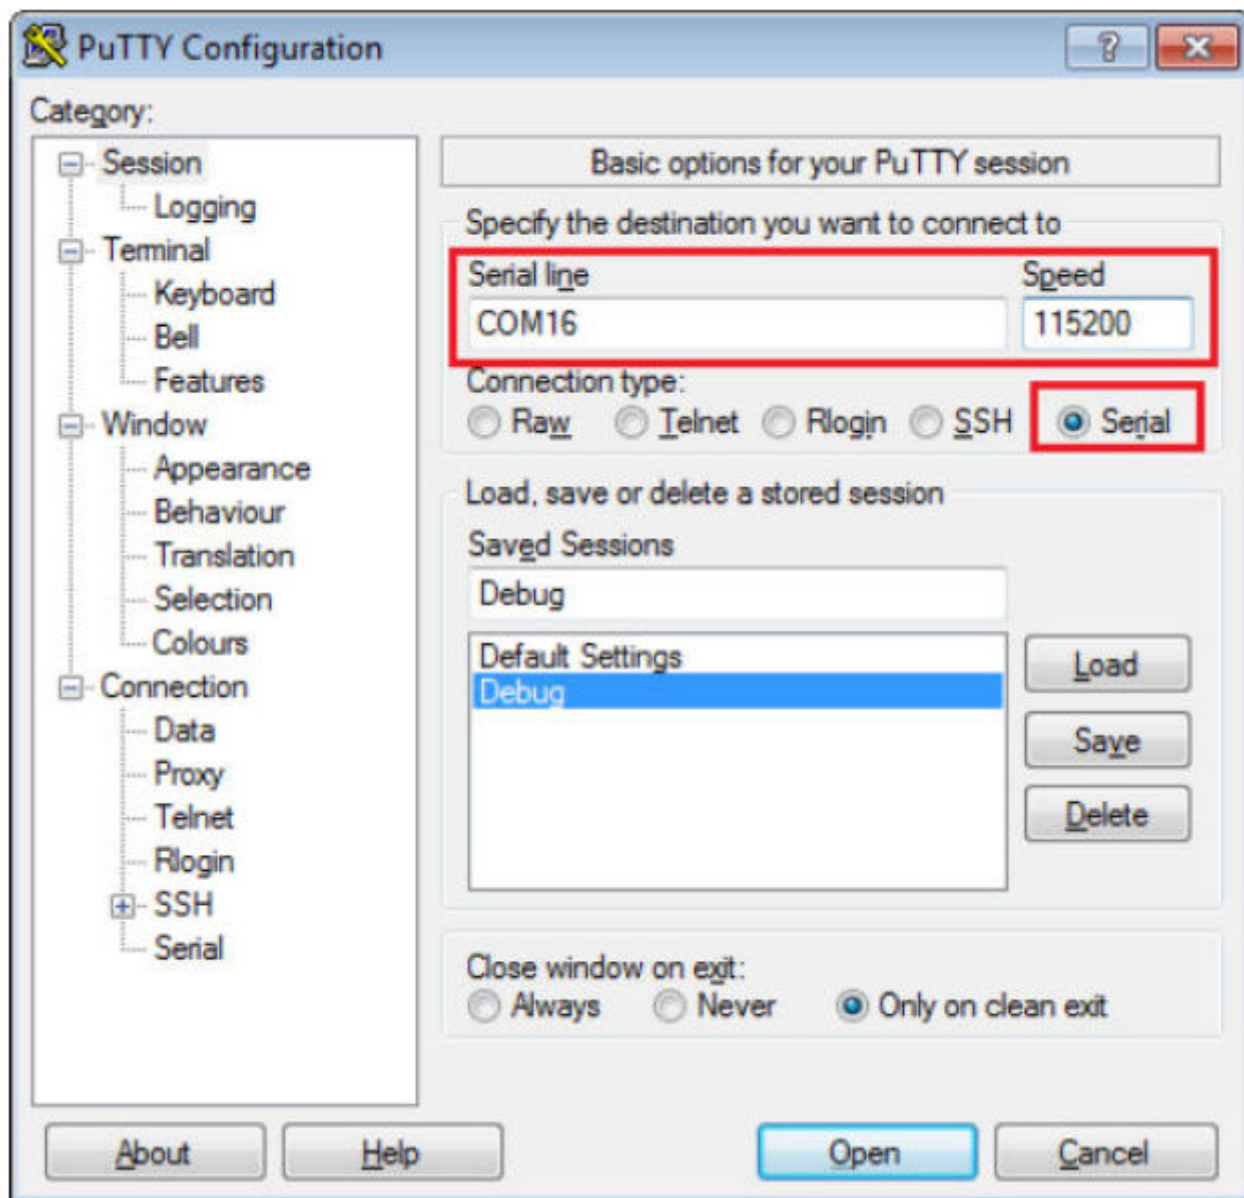 PuTTY Configuration
?
Category:
Session
Logging
Terminal
Keyboard
Bell
Features
Window
Appearance
Behaviour
Translation
Selection
Colours
Connection
Data
Proxy
Telnet
Rlogin
SSH
Serial
Basic options for your PuTTY session
Specify the destination you want to connect to
Serial line Speed
COM16 115200
Connection type:
Raw Telnet Rlogin SSH Serial
Load, save or delete a stored session
Saved Sessions
Debug
Default Settings
Debug
Load
Save
Delete
Close window on exit:
Always Never Only on clean exit
About Help Open Cancel